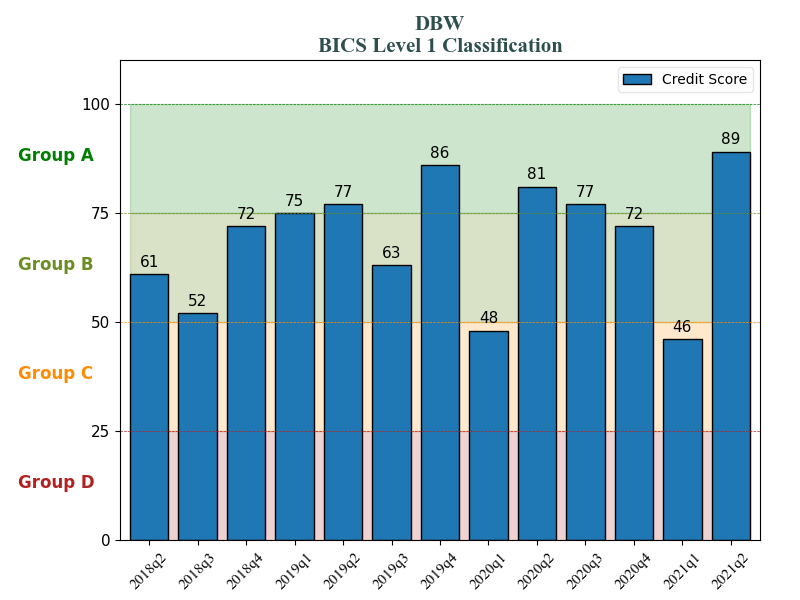 DBW
BICS Level 1 Classification
Credit Score
100
75
50
25
0
Group A
Group B
Group C
Group D
61
52
72
75
77
63
86
48
81
77
72
46
89
2018q2
2018q3
2018q4
2019q1
2019q2
2019q3
2019q4
2020q1
2020q2
2020q3
2020q4
2021q1
2021q2